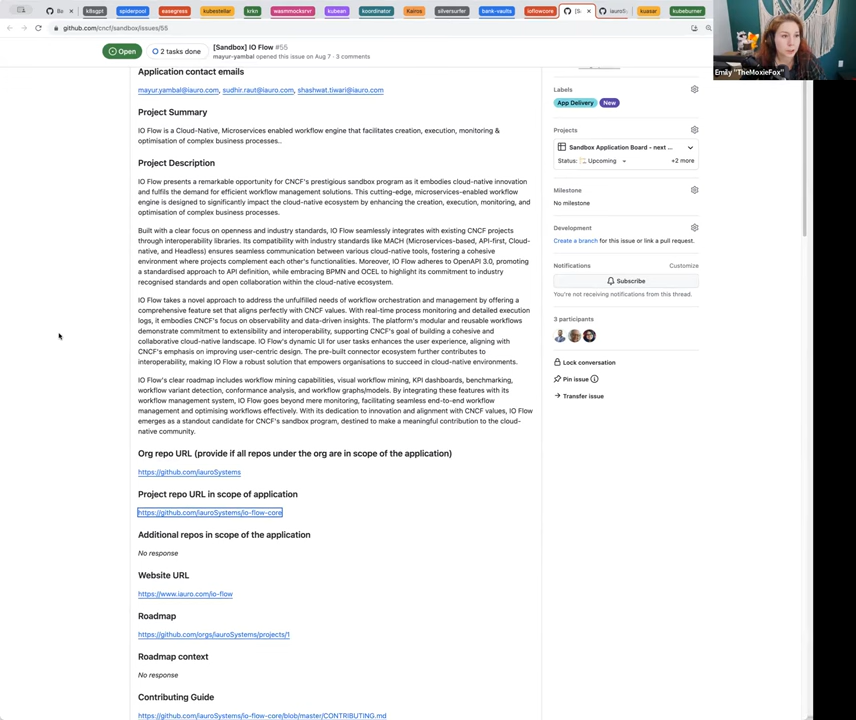 Ba
k8sgpt
spiderpool
easegress
kubestellar
krkn
wasmmockarvr
kubean
koordinator
Kairos
silversurfer
bank-vaults
ioflowcore
[S
iauroS
kuasar
kubeburner
github.com/cncf/sandbox/issues/55
Open
2 tasks done
[Sandbox] IO Flow #55
mayur-yambal opened this issue on Aug 7 · 3 comments
Emily "TheMoxieFox"
Application contact emails
mayur.yambal@iauro.com, sudhir.raut@iauro.com, shashwat.tiwari@iauro.com
Project Summary
IO Flow is a Cloud-Native, Microservices enabled workflow engine that facilitates creation, execution, monitoring &
optimisation of complex business processes..
Project Description
IO Flow presents a remarkable opportunity for CNCF's prestigious sandbox program as it embodies cloud-native innovation
and fulfils the demand for efficient workflow management solutions. This cutting-edge, microservices-enabled workflow
engine is designed to significantly impact the cloud-native ecosystem by enhancing the creation, execution, monitoring, and
optimisation of complex business processes.
Built with a clear focus on openness and industry standards, IO Flow seamlessly integrates with existing CNCF projects
through interoperability libraries. Its compatibility with industry standards like MACH (Microservices-based, API-first, Cloud-
native, and Headless) ensures seamless communication between various cloud-native tools, fostering a cohesive
environment where projects complement each other's functionalities. Moreover, IO Flow adheres to OpenAPI 3.0, promoting
a standardised approach to API definition, while embracing BPMN and OCEL to highlight its commitment to industry
recognised standards and open collaboration within the cloud-native ecosystem.
IO Flow takes a novel approach to address the unfulfilled needs of workflow orchestration and management by offering a
comprehensive feature set that aligns perfectly with CNCF values. With real-time process monitoring and detailed execution
logs, it embodies CNCF's focus on observability and data-driven insights. The platform's modular and reusable workflows
demonstrate commitment to extensibility and interoperability, supporting CNCF's goal of building a cohesive and
collaborative cloud-native landscape. IO Flow's dynamic UI for user tasks enhances the user experience, aligning with
CNCF's emphasis on improving user-centric design. The pre-built connector ecosystem further contributes to
interoperability, making IO Flow a robust solution that empowers organisations to succeed in cloud-native environments.
IO Flow's clear roadmap includes workflow mining capabilities, visual workflow mining, KPI dashboards, benchmarking,
workflow variant detection, conformance analysis, and workflow graphs/models. By integrating these features with its
workflow management system, IO Flow goes beyond mere monitoring, facilitating seamless end-to-end workflow
management and optimising workflows effectively. With its dedication to innovation and alignment with CNCF values, IO Flow
emerges as a standout candidate for CNCF's sandbox program, destined to make a meaningful contribution to the cloud-
native community.
Org repo URL (provide if all repos under the org are in scope of the application)
https://github.com/iauroSystems
Project repo URL in scope of application
https://github.com/iauroSystems/io-flow-core
Additional repos in scope of the application
No response
Website URL
https://www.iauro.com/io-flow
Roadmap
https://github.com/orgs/iauroSystems/projects/1
Roadmap context
No response
Contributing Guide
https://github.com/iauroSystems/io-flow-core/blob/master/CONTRIBUTING.md
Labels
App Delivery
New
Projects
Sandbox Application Board - next ...
Status: Upcoming
+2 more
Milestone
No milestone
Development
Create a branch for this issue or link a pull request.
Notifications
Customize
Subscribe
You're not receiving notifications from this thread.
3 participants
Lock conversation
Pin issue
Transfer issue